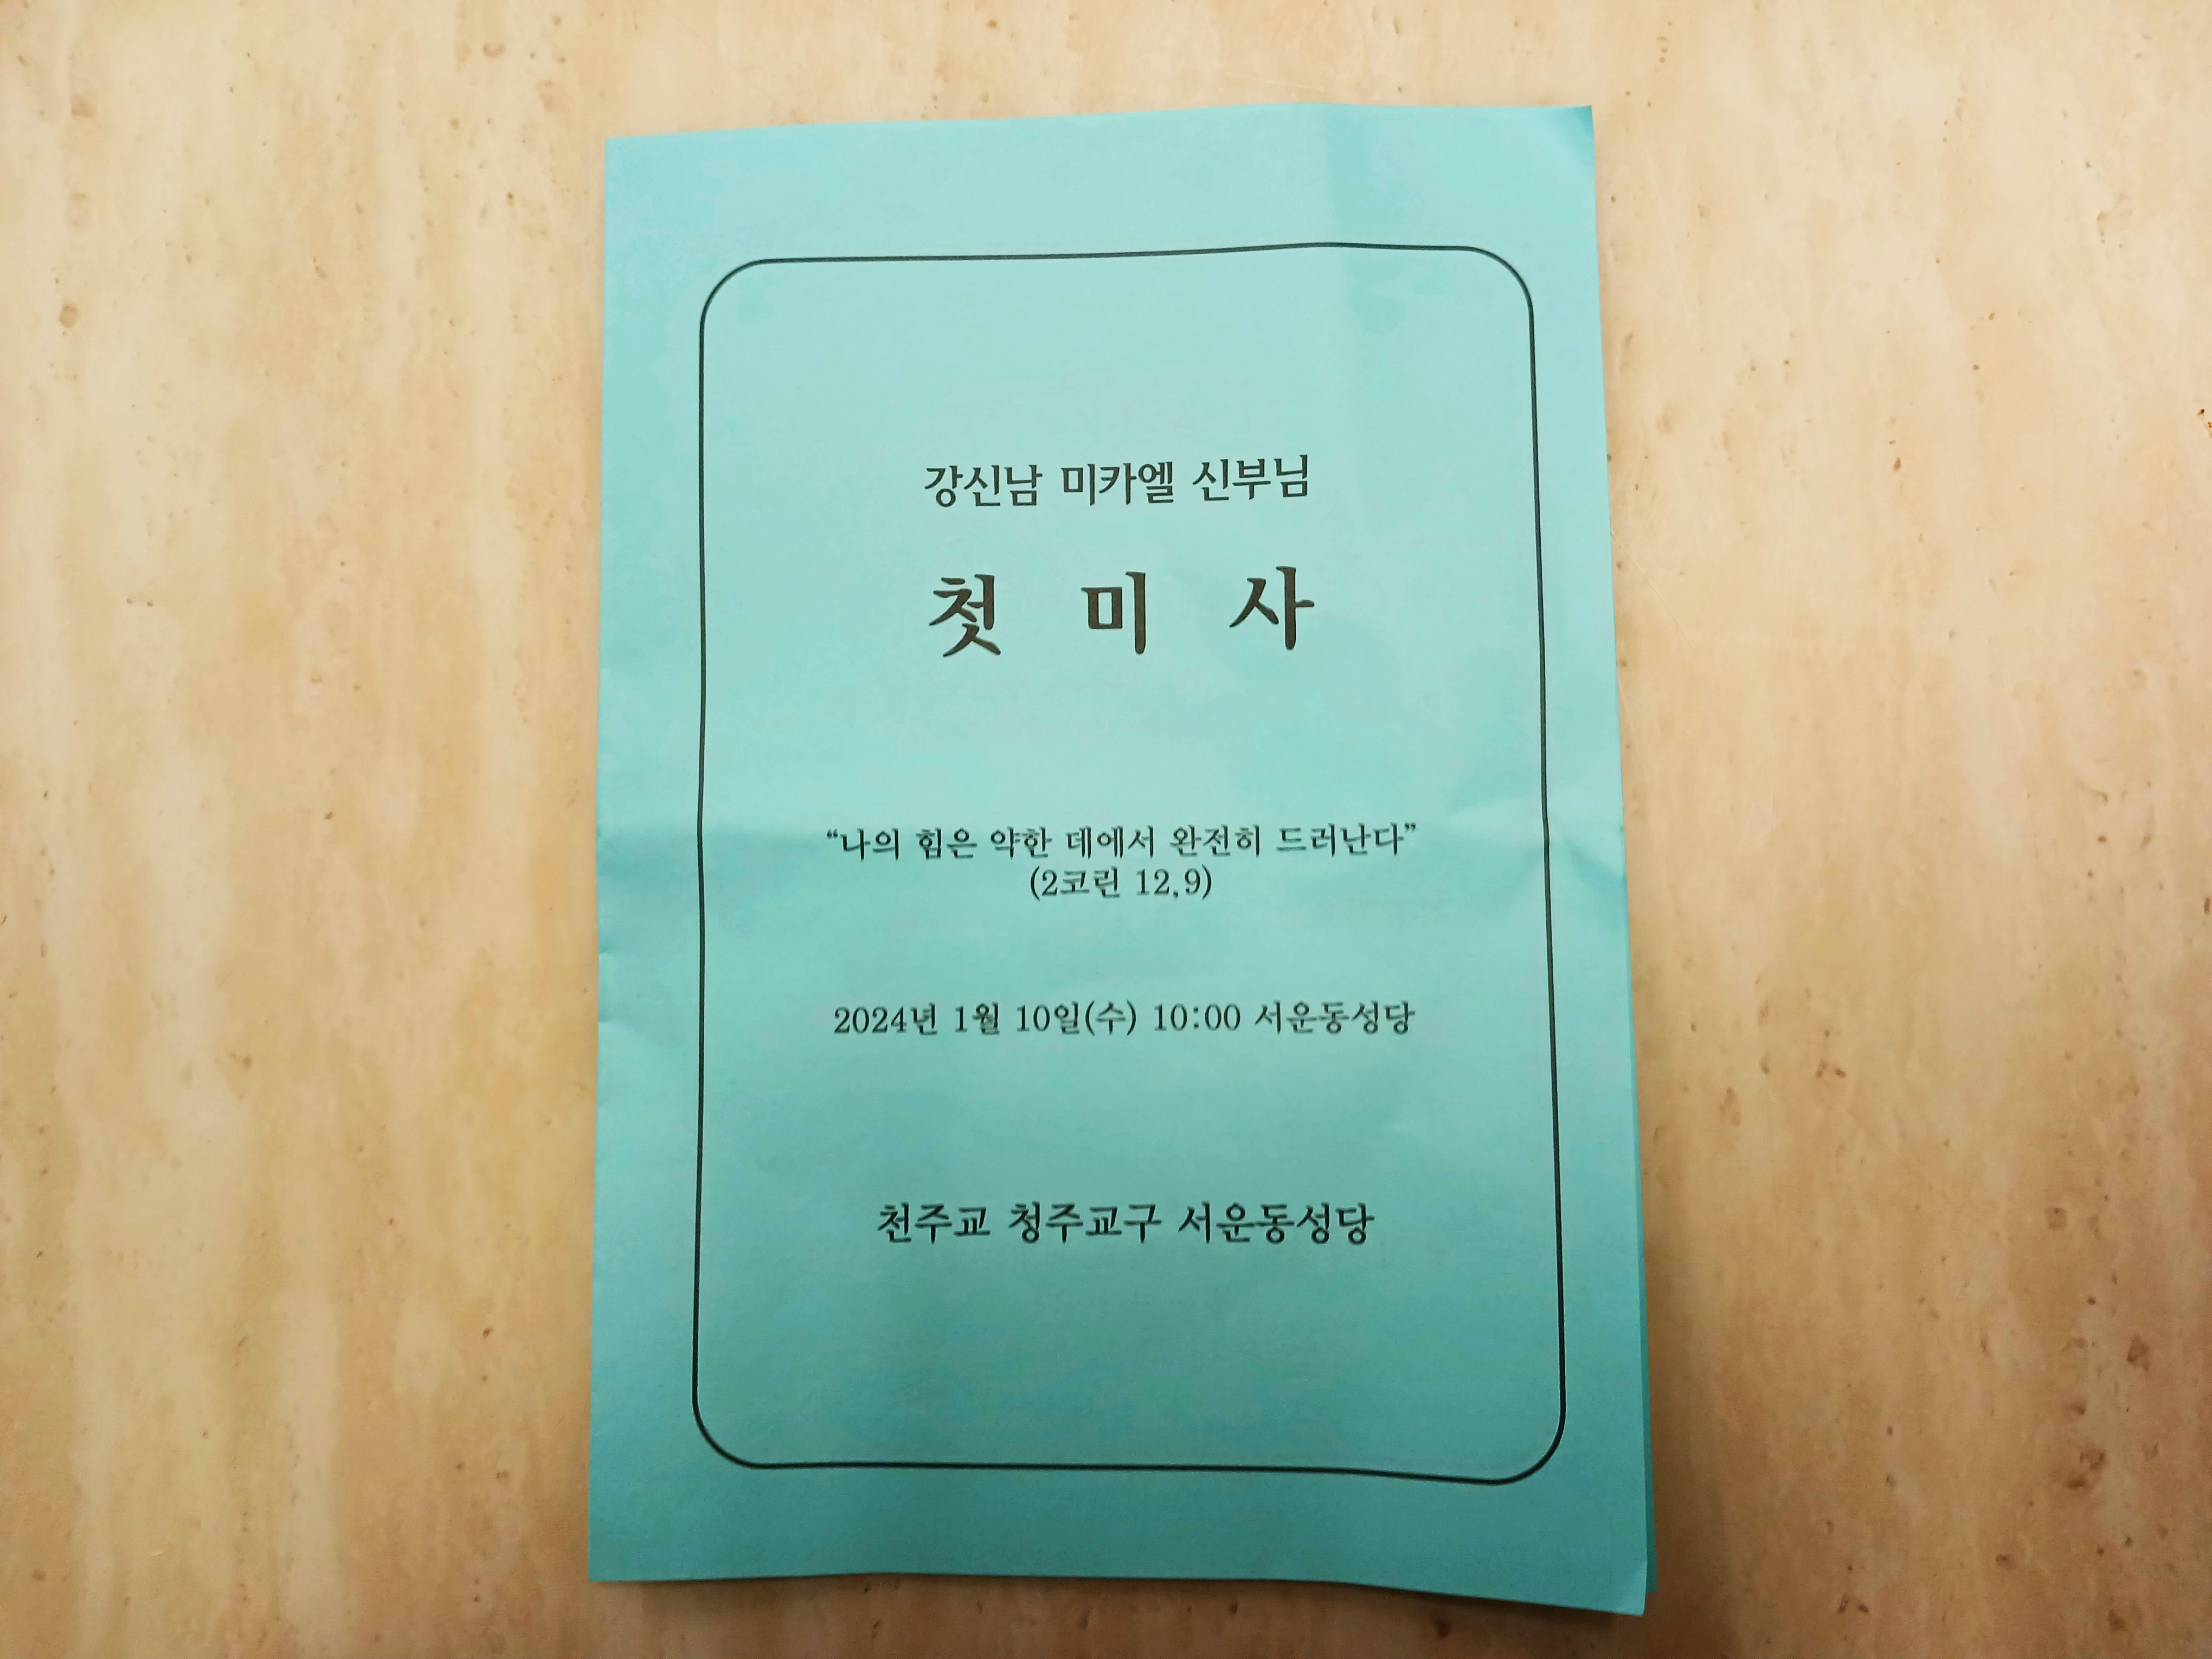 강신남 미카엘 신부님
첫 미 사
“나의 힘은 약한 데에서 완전히 드러난다”
(2코린 12,9)
2024년 1월 10일(수) 10:00 서운동성당
천주교 청주교구 서운동성당